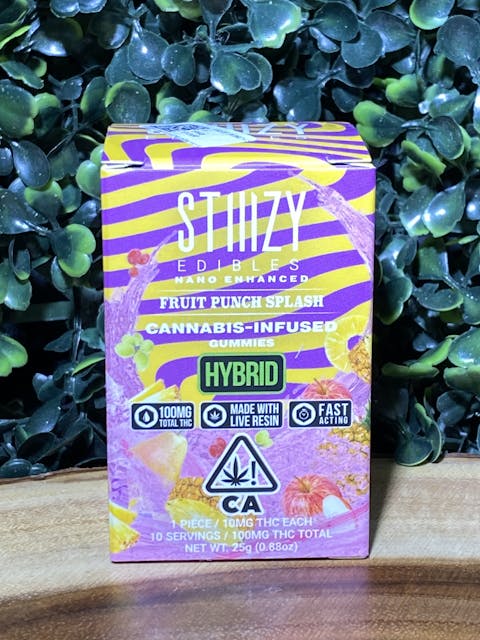 STIIIZY
EDIBLES
NANO ENHANCED
FRUIT PUNCH SPLASH
CANNABIS-INFUSED
GUMMIES
HYBRID
100MG
TOTAL THC
MADE WITH
LIVE RESIN
FAST
ACTING
!
CA
1 PIECE / 10MG THC EACH
10 SERVINGS / 100MG THC TOTAL
NET WT. 25g (0.88oz)